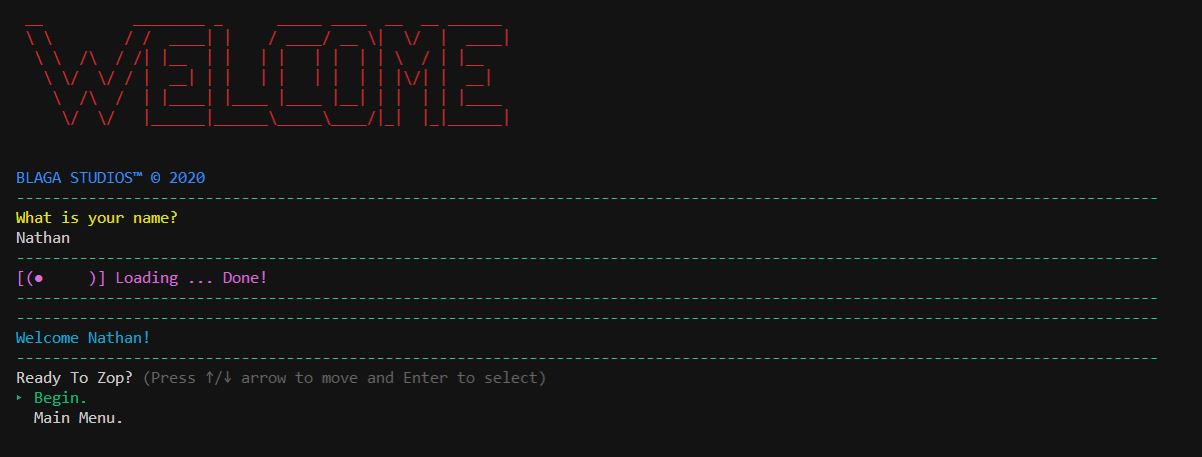 WELCOME
BLAGA STUDIOS™ © 2020
What is your name?
Nathan
[(●     )] Loading ... Done!
Welcome Nathan!
Ready To Zop? (Press ↑/↓ arrow to move and Enter to select)
‣ Begin.
Main Menu.